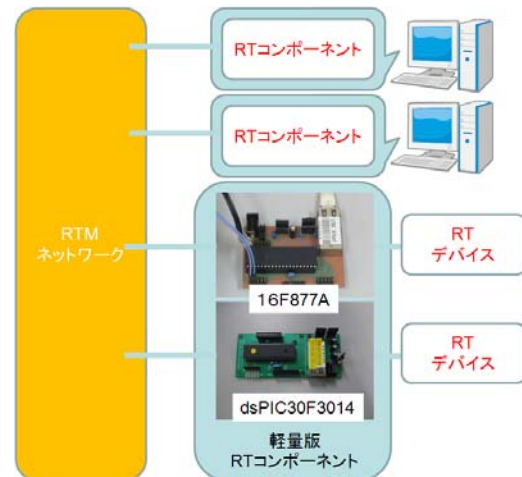 RTコンポーネント
RTコンポーネント
RTM
ネットワーク
16F877A
RT
デバイス
dsPIC30F3014
RT
デバイス
軽量版
RTコンポーネント